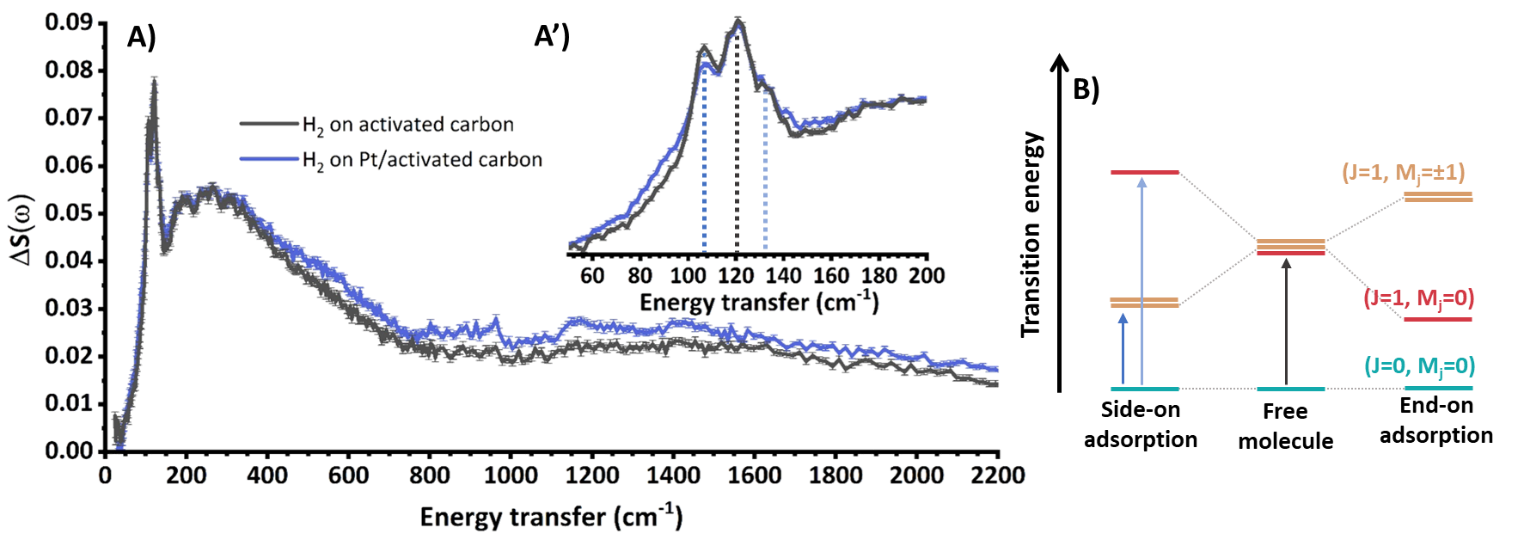 A)
0.09
0.08
0.07
0.06
0.05
0.04
0.03
0.02
0.01
0.00
ΔS(ω)
H₂ on activated carbon
H₂ on Pt/activated carbon
0 200 400 600 800 1000 1200 1400 1600 1800 2000 2200
Energy transfer (cm⁻¹)
A’)
60 80 100 120 140 160 180 200
Energy transfer (cm⁻¹)
B)
Transition energy
(J=1, Mⱼ=±1)
(J=1, Mⱼ=0)
(J=0, Mⱼ=0)
Side-on
adsorption
Free
molecule
End-on
adsorption